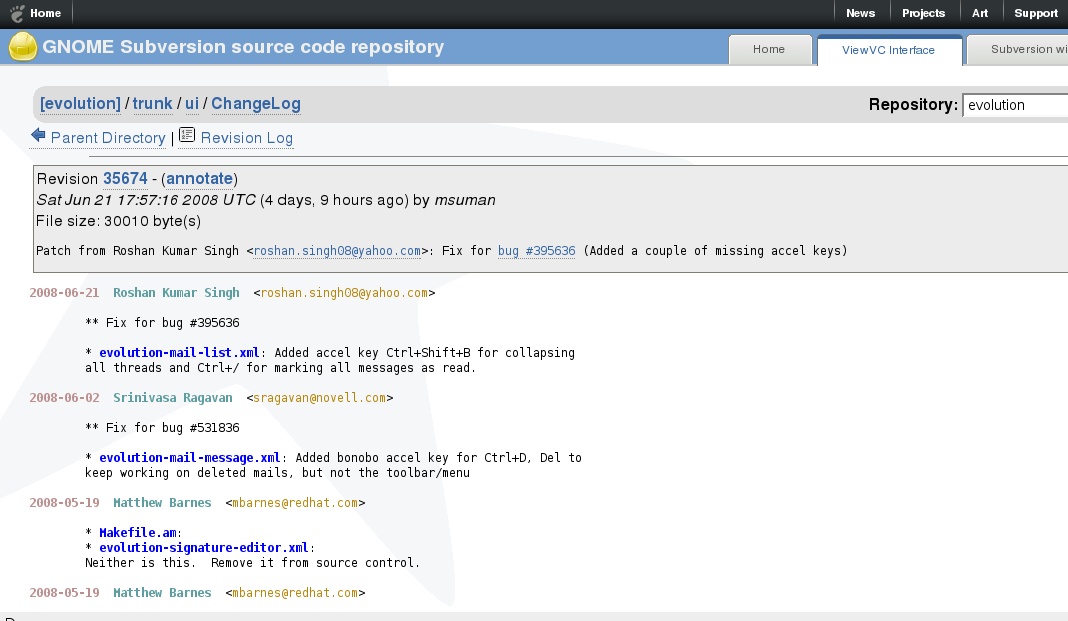 Home News Projects Art Support
GNOME Subversion source code repository
Home ViewVC Interface Subversion wi
[evolution] / trunk / ui / ChangeLog Repository: evolution
Parent Directory | Revision Log
Revision 35674 - (annotate)
Sat Jun 21 17:57:16 2008 UTC (4 days, 9 hours ago) by msuman
File size: 30010 byte(s)
Patch from Roshan Kumar Singh <roshan.singh08@yahoo.com>: Fix for bug #395636 (Added a couple of missing accel keys)
2008-06-21 Roshan Kumar Singh <roshan.singh08@yahoo.com>
** Fix for bug #395636
* evolution-mail-list.xml: Added accel key Ctrl+Shift+B for collapsing
all threads and Ctrl+/ for marking all messages as read.
2008-06-02 Srinivasa Ragavan <sragavan@novell.com>
** Fix for bug #531836
* evolution-mail-message.xml: Added bonobo accel key for Ctrl+D, Del to
keep working on deleted mails, but not the toolbar/menu
2008-05-19 Matthew Barnes <mbarnes@redhat.com>
* Makefile.am:
* evolution-signature-editor.xml:
Neither is this. Remove it from source control.
2008-05-19 Matthew Barnes <mbarnes@redhat.com>